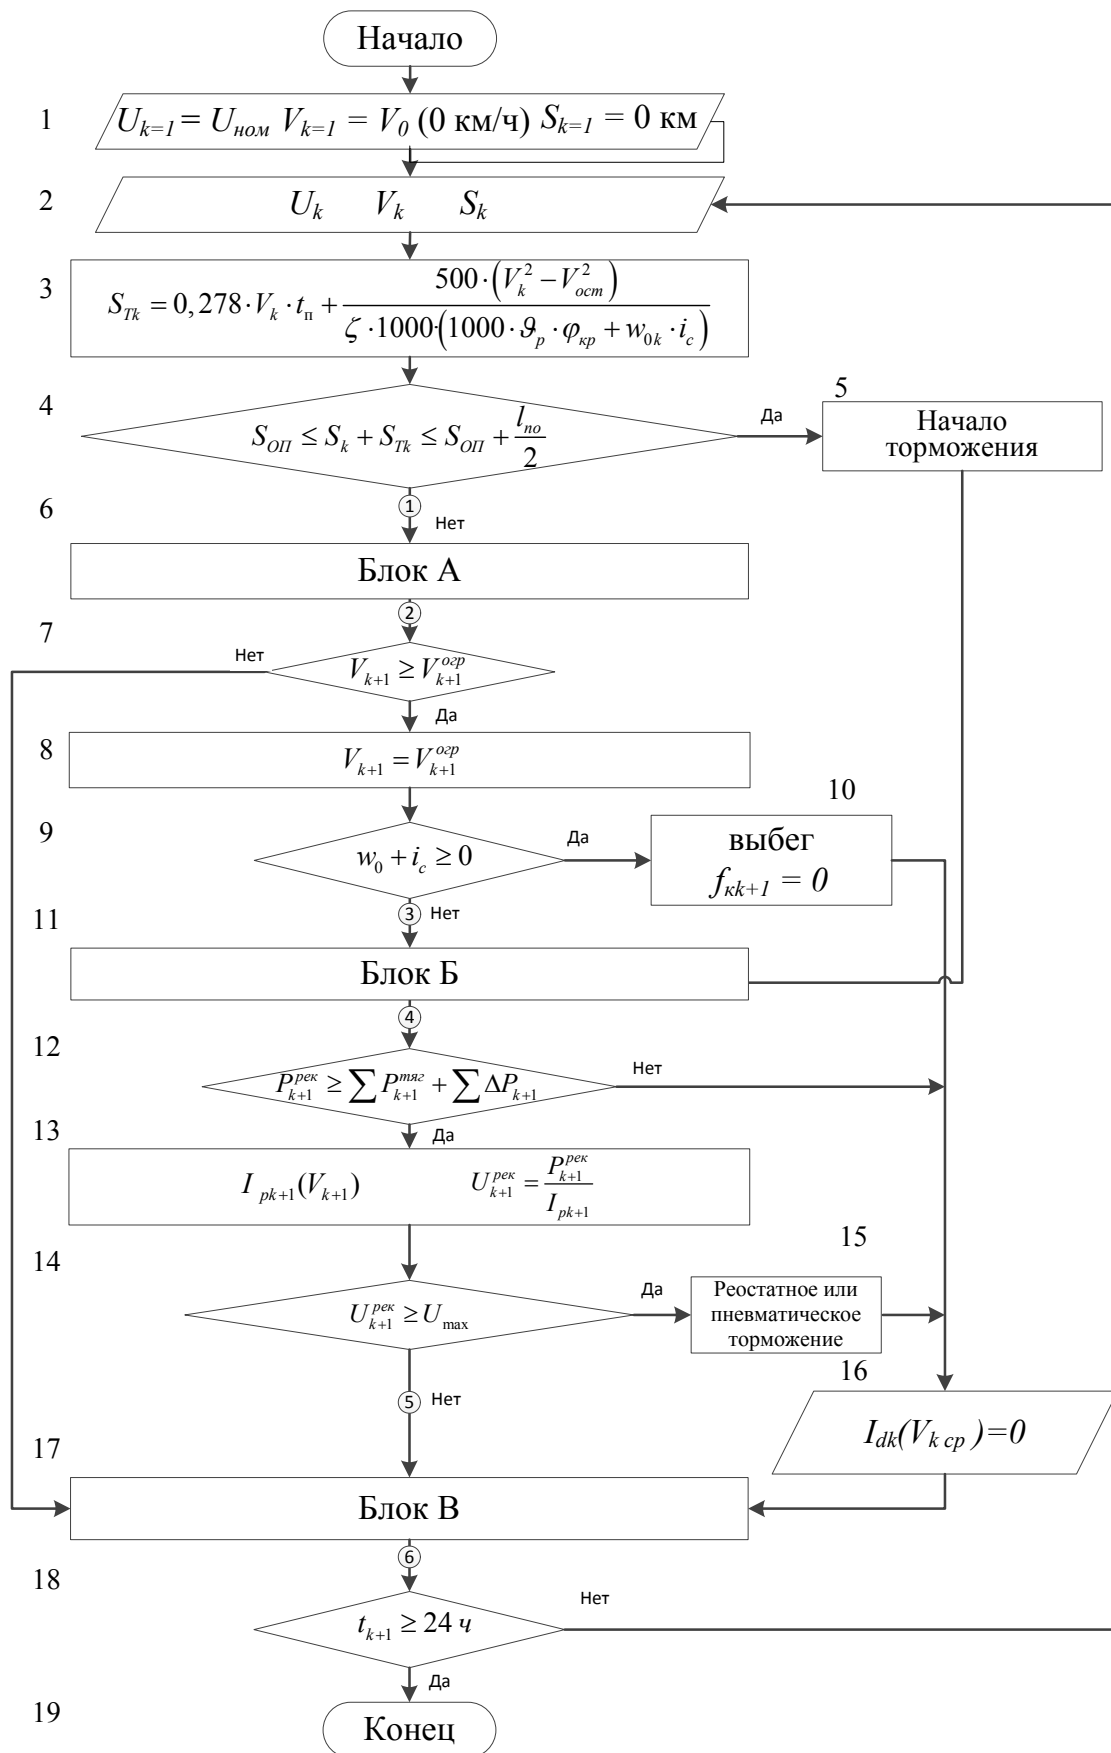 Начало
1
U_{k=1} = U_{ном} V_{k=1} = V_0 (0 км/ч) S_{k=1} = 0 км
2
U_k V_k S_k
3
S_{Tk} = 0,278·V_k·t_п + \frac{500·(V_k^2 − V_{ост}^2)}{ζ·1000·(1000·ϑ_р·φ_{кр} + w_{0k}·i_c)}
4
S_{ОП} ≤ S_k + S_{Tk} ≤ S_{ОП} + \frac{l_{по}}{2}
Да
5
Начало
торможения
1
Нет
6
Блок А
2
7
Нет
V_{k+1} ≥ V_{k+1}^{огр}
Да
8
V_{k+1} = V_{k+1}^{огр}
9
w_0 + i_c ≥ 0
Да
10
выбег
f_{кk+1} = 0
3
Нет
11
Блок Б
4
12
P_{k+1}^{рек} ≥ ∑P_{k+1}^{тяг} + ∑ΔP_{k+1}
Нет
Да
13
I_{pk+1}(V_{k+1}) U_{k+1}^{рек} = \frac{P_{k+1}^{рек}}{I_{pk+1}}
14
U_{k+1}^{рек} ≥ U_{max}
Да
15
Реостатное или
пневматическое
торможение
5
Нет
16
I_{dk}(V_{k ср})=0
17
Блок В
6
18
t_{k+1} ≥ 24 ч
Нет
Да
19
Конец